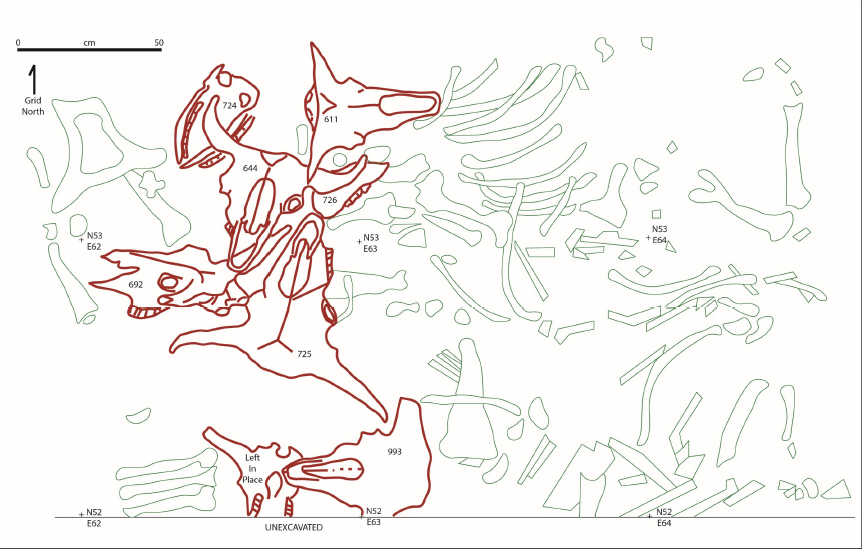 0 cm 50
Grid
North
724
611
644
726
N53
E62
N53
E63
N53
E64
692
725
993
Left
In
Place
N52
E62
N52
E63
N52
E64
UNEXCAVATED